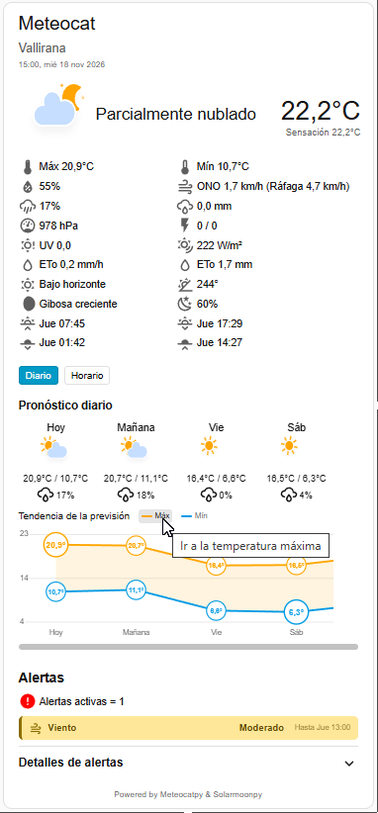 Meteocat
Vallirana
15:00, mié 18 nov 2026
Parcialmente nublado
22,2°C
Sensación 22,2°C
Máx 20,9°C
Mín 10,7°C
55%
ONO 1,7 km/h (Ráfaga 4,7 km/h)
17%
0,0 mm
978 hPa
0 / 0
UV 0,0
222 W/m²
ETo 0,2 mm/h
ETo 1,7 mm
Bajo horizonte
244°
Gibosa creciente
60%
Jue 07:45
Jue 17:29
Jue 01:42
Jue 14:27
Diario
Horario
Pronóstico diario
Hoy Mañana Vie Sáb
20,9°C / 10,7°C 20,7°C / 11,1°C 16,4°C / 6,6°C 16,5°C / 6,3°C
17% 18% 0% 4%
Tendencia de la previsión Máx Mín
Ir a la temperatura máxima
23
20,9° 20,7° 16,4° 16,5°
14
10,7° 11,1° 6,6° 6,3°
4
Hoy Mañana Vie Sáb
Alertas
Alertas activas = 1
Viento Moderado Hasta Jue 13:00
Detalles de alertas
Powered by Meteocatpy & Solarmoonpy